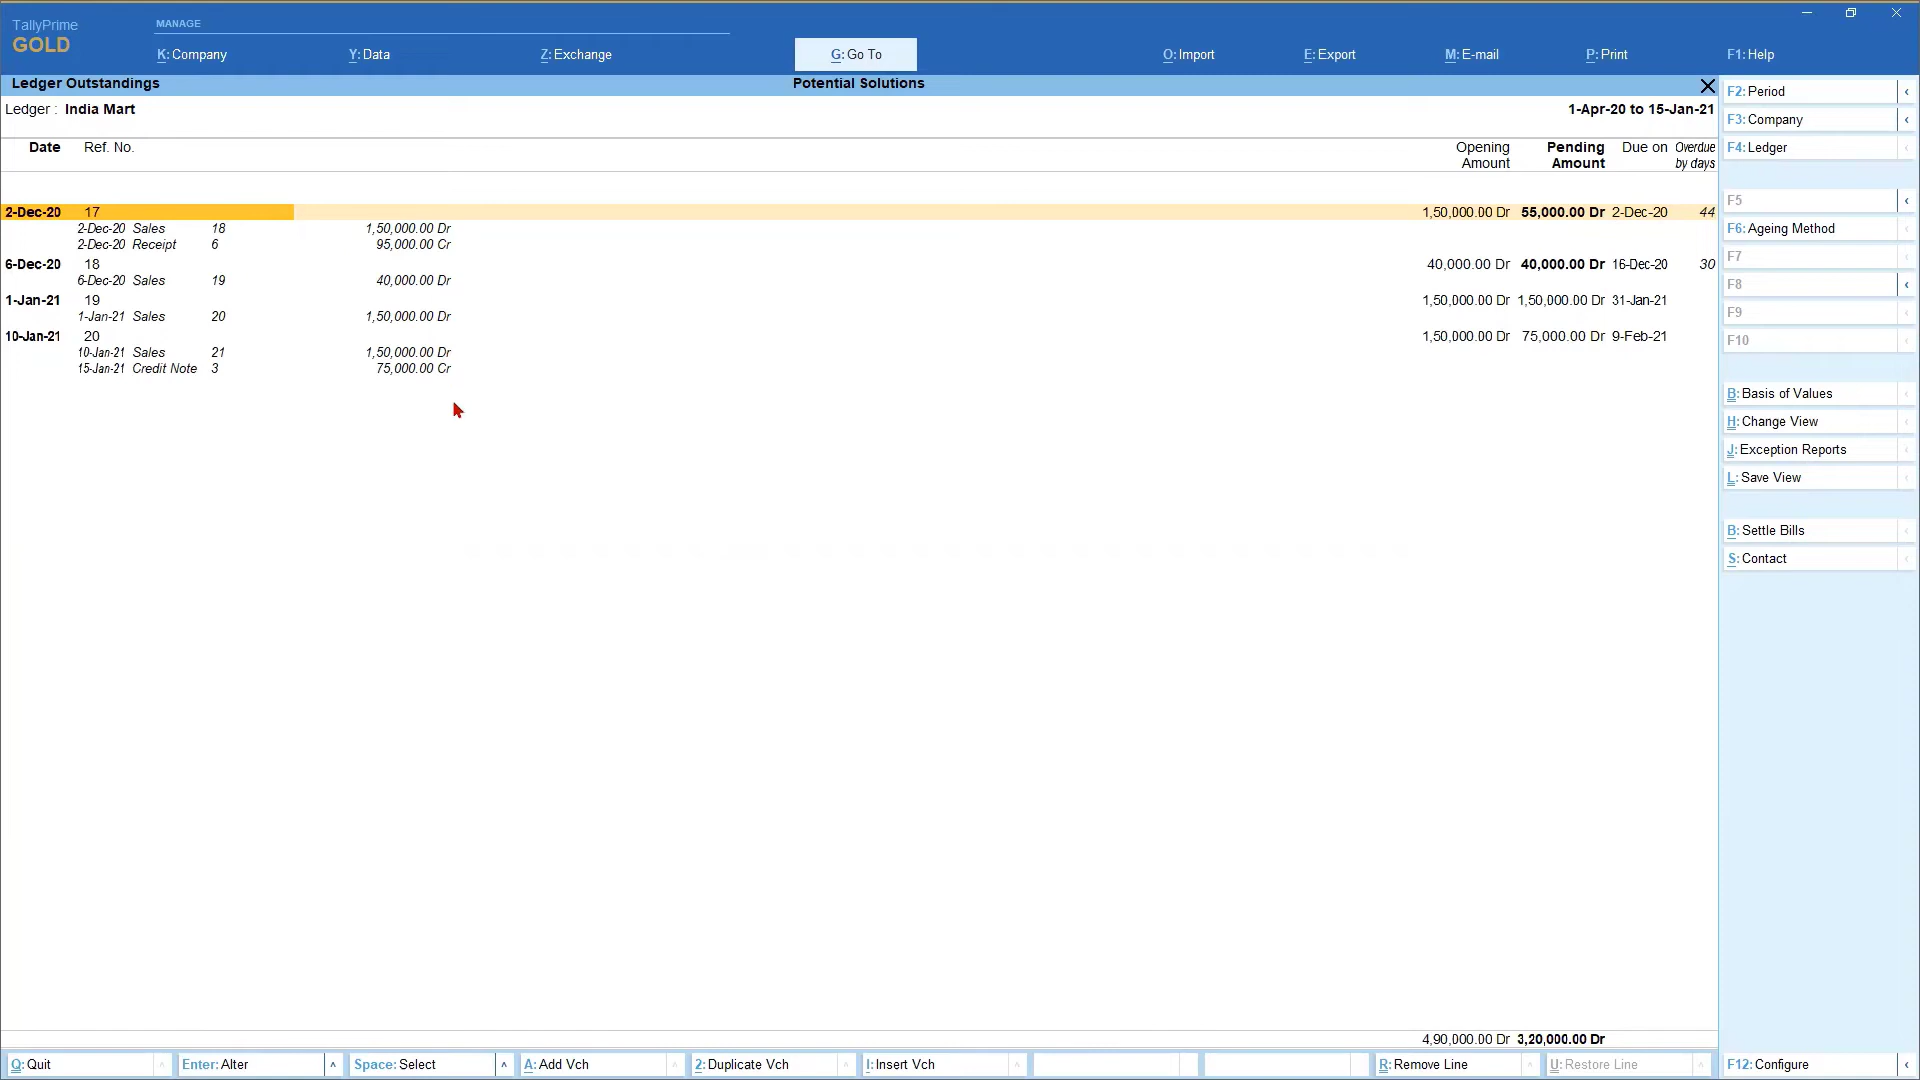 TallyPrime
GOLD
MANAGE
K: Company Y: Data Z: Exchange G: Go To O: Import E: Export M: E-mail P: Print F1: Help
Ledger Outstandings Potential Solutions
Ledger : India Mart 1-Apr-20 to 15-Jan-21
Date Ref. No. Opening Amount Pending Amount Due on Overdue by days
2-Dec-20 17 1,50,000.00 Dr 55,000.00 Dr 2-Dec-20 44
2-Dec-20 Sales 18 1,50,000.00 Dr
2-Dec-20 Receipt 6 95,000.00 Cr
6-Dec-20 18 40,000.00 Dr 40,000.00 Dr 16-Dec-20 30
6-Dec-20 Sales 19 40,000.00 Dr
1-Jan-21 19 1,50,000.00 Dr 1,50,000.00 Dr 31-Jan-21
1-Jan-21 Sales 20 1,50,000.00 Dr
10-Jan-21 20 1,50,000.00 Dr 75,000.00 Dr 9-Feb-21
10-Jan-21 Sales 21 1,50,000.00 Dr
15-Jan-21 Credit Note 3 75,000.00 Cr
4,90,000.00 Dr 3,20,000.00 Dr
F2: Period
F3: Company
F4: Ledger
F5
F6: Ageing Method
F7
F8
F9
F10
B: Basis of Values
H: Change View
J: Exception Reports
L: Save View
B: Settle Bills
S: Contact
Q: Quit Enter: Alter Space: Select A: Add Vch 2: Duplicate Vch I: Insert Vch R: Remove Line U: Restore Line F12: Configure